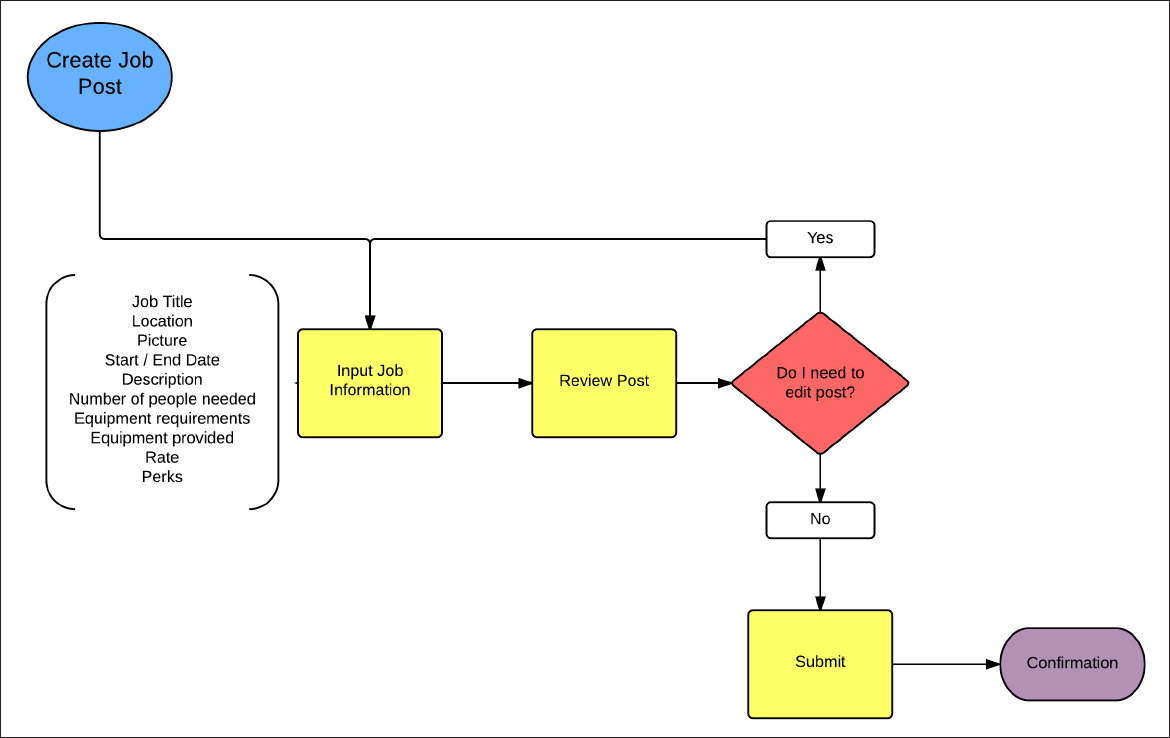 Create Job
Post
Yes
Job Title
Location
Picture
Start / End Date
Description
Number of people needed
Equipment requirements
Equipment provided
Rate
Perks
Input Job
Information
Review Post
Do I need to
edit post?
No
Submit
Confirmation